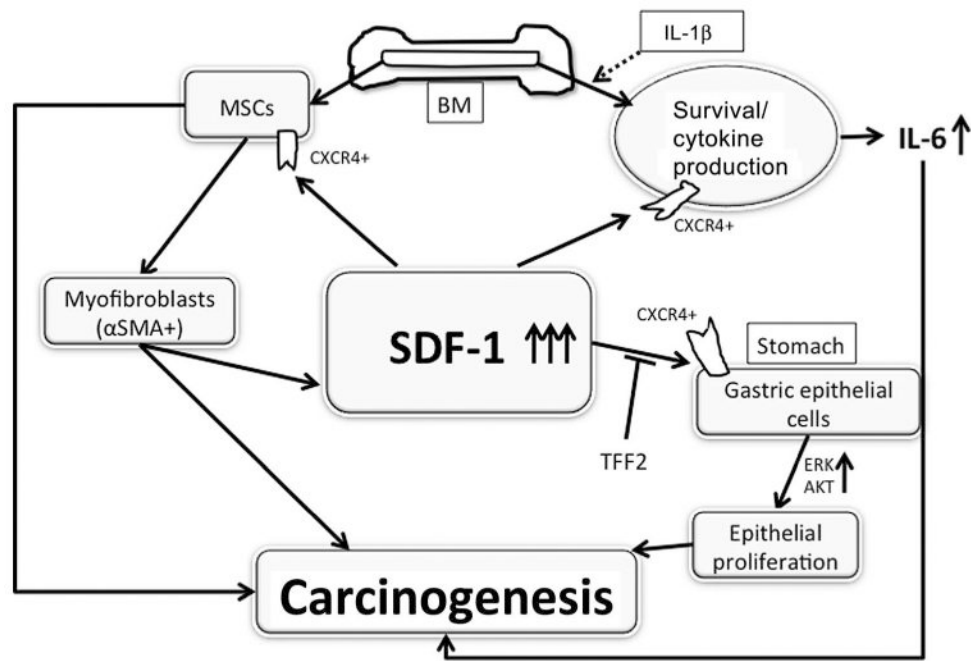 IL-1β
BM
MSCs
CXCR4+
Survival/
cytokine
production
IL-6
CXCR4+
Myofibroblasts
(αSMA+)
SDF-1
CXCR4+
Stomach
Gastric epithelial
cells
TFF2
ERK
AKT
Epithelial
proliferation
Carcinogenesis